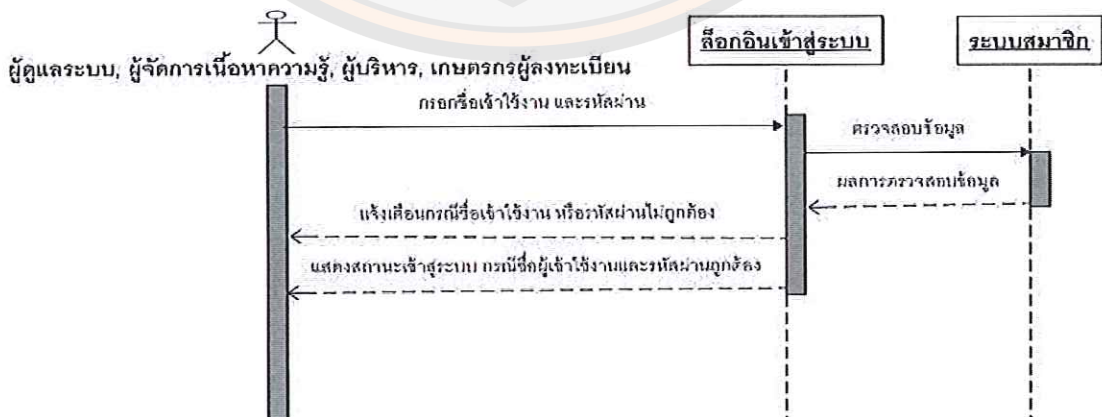 ล็อกอินเข้าสู่ระบบ
ระบบสมาชิก
ผู้ดูแลระบบ, ผู้จัดการเนื้อหาความรู้, ผู้บริหาร, เกษตรกรผู้ลงทะเบียน
กรอกชื่อเข้าใช้งาน และรหัสผ่าน
ตรวจสอบข้อมูล
ผลการตรวจสอบข้อมูล
แจ้งเตือนกรณีชื่อเข้าใช้งาน หรือรหัสผ่านไม่ถูกต้อง
แสดงสถานะเข้าสู่ระบบ กรณีชื่อผู้เข้าใช้งานและรหัสผ่านถูกต้อง